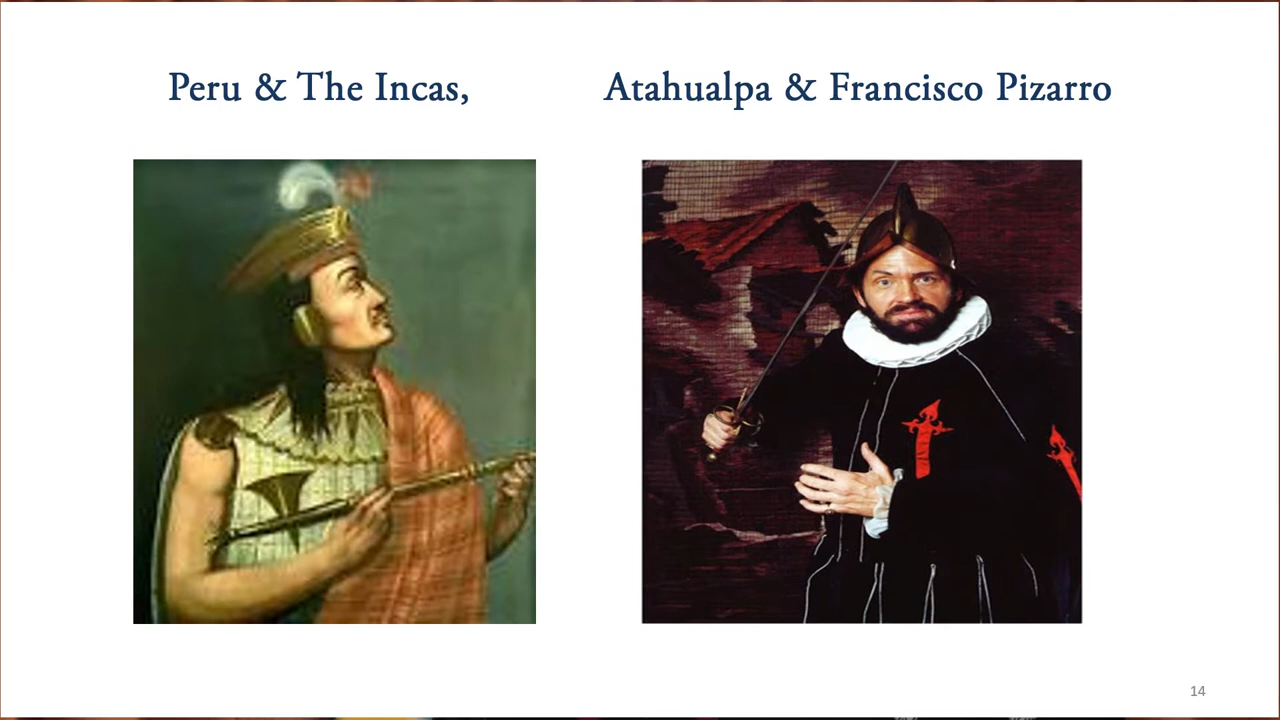 Peru & The Incas,
Atahualpa & Francisco Pizarro
14